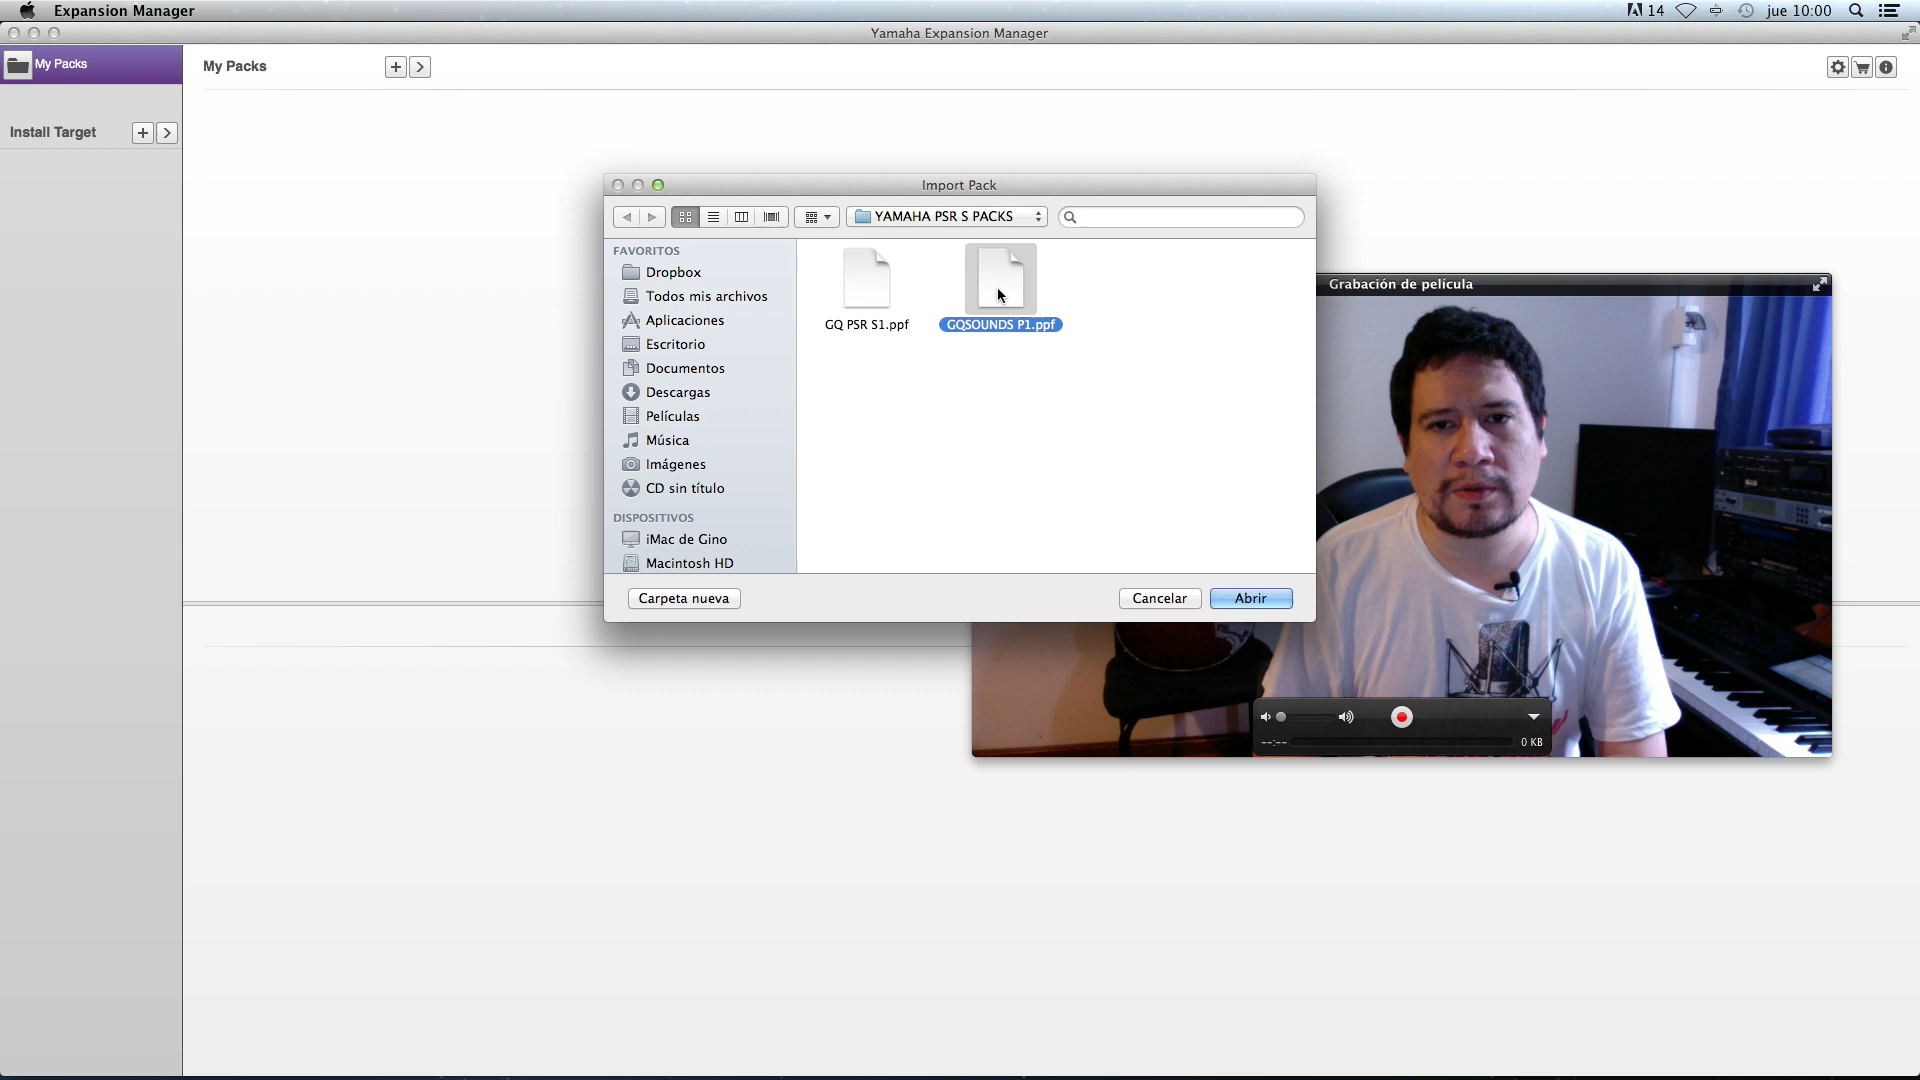 Expansion Manager
14
jue 10:00
Yamaha Expansion Manager
My Packs
My Packs
Install Target
Import Pack
YAMAHA PSR S PACKS
FAVORITOS
Dropbox
Todos mis archivos
Aplicaciones
Escritorio
Documentos
Descargas
Películas
Música
Imágenes
CD sin título
DISPOSITIVOS
iMac de Gino
Macintosh HD
GQ PSR S1.ppf
GQSOUNDS P1.ppf
Carpeta nueva
Cancelar
Abrir
Grabación de película
--:--
0 KB